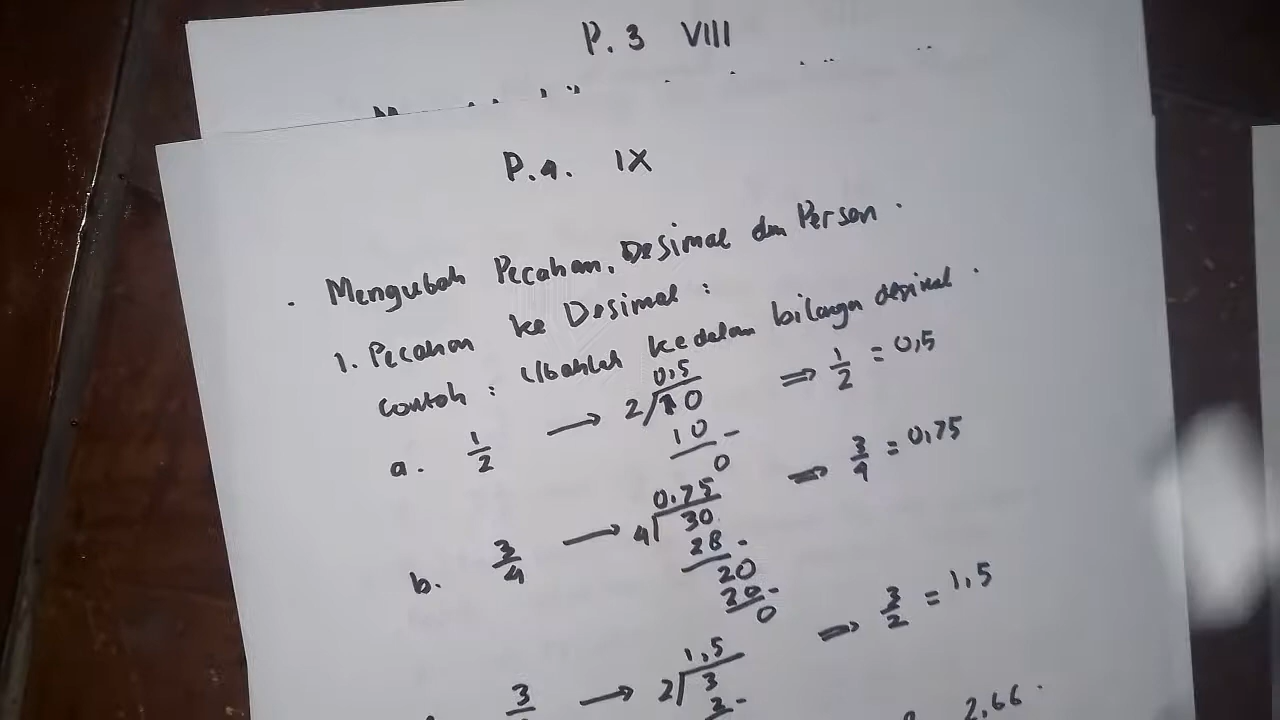 P.3 VIII
P.4. IX
. Mengubah Pecahan, Desimal dan Persen.
1. Pecahan ke Desimal :
Contoh : Ubahlah kedalam bilangan desimal.
a. 1/2 → 2/10 0,5 ⇒ 1/2 = 0,5
10 -
0
b. 3/4 → 4√30 0,75 ⇒ 3/4 = 0,75
28 -
20
20 -
0
3 → 2√3 1,5 ⇒ 3/2 = 1,5
2 -
2,66.